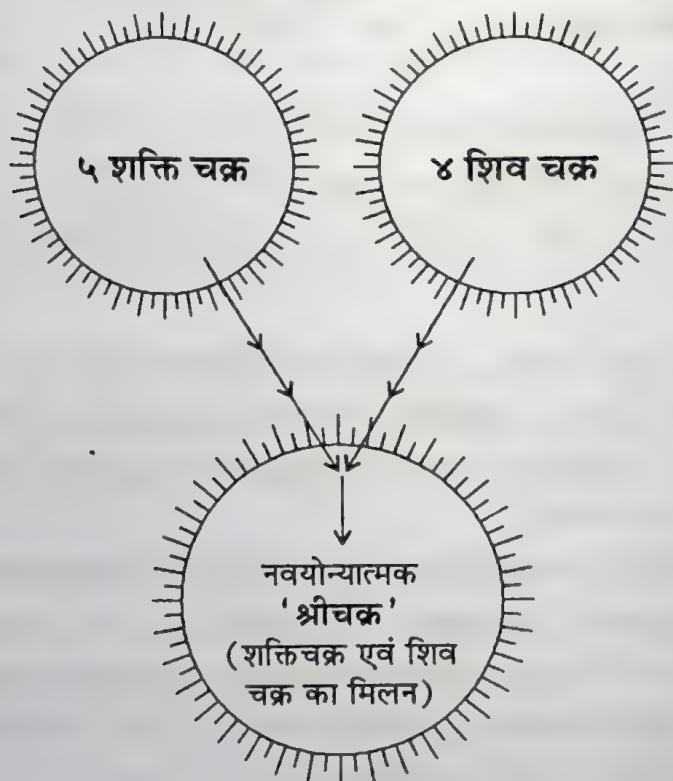 ५ शक्ति चक्र
४ शिव चक्र
नवयोन्यात्मक
'श्रीचक्र'
(शक्तिचक्र एवं शिव
चक्र का मिलन)